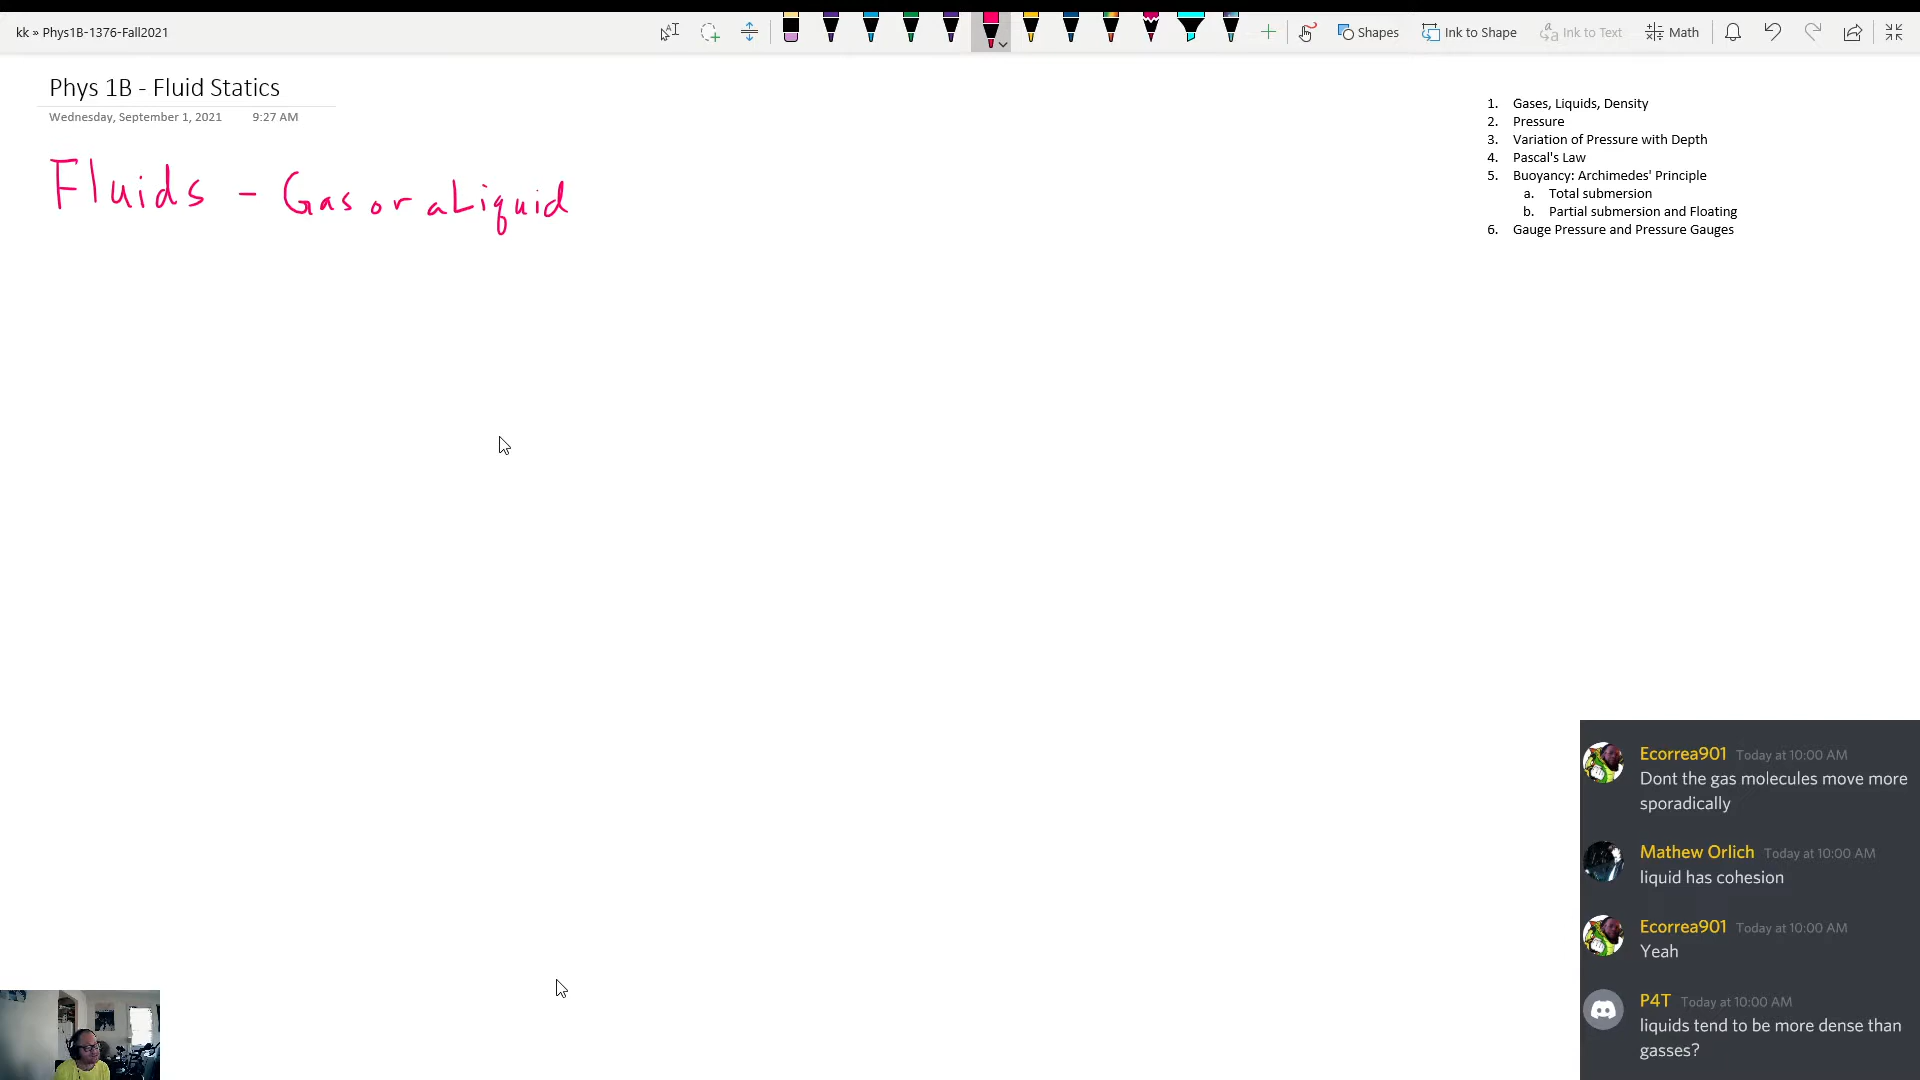 kk » Phys1B-1376-Fall2021
Shapes
Ink to Shape
Ink to Text
Math
Phys 1B - Fluid Statics
Wednesday, September 1, 2021 9:27 AM
Fluids - Gas or a Liquid
1. Gases, Liquids, Density
2. Pressure
3. Variation of Pressure with Depth
4. Pascal's Law
5. Buoyancy: Archimedes' Principle
a. Total submersion
b. Partial submersion and Floating
6. Gauge Pressure and Pressure Gauges
Ecorrea901 Today at 10:00 AM
Dont the gas molecules move more
sporadically
Mathew Orlich Today at 10:00 AM
liquid has cohesion
Ecorrea901 Today at 10:00 AM
Yeah
P4T Today at 10:00 AM
liquids tend to be more dense than
gasses?